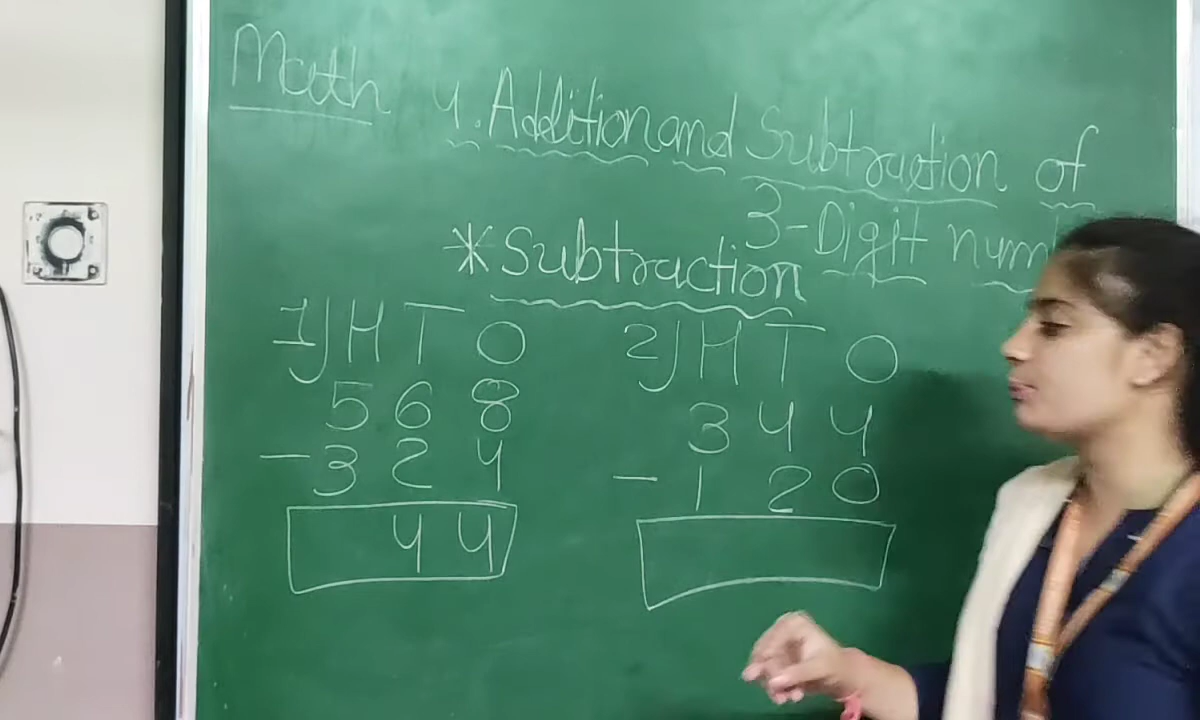 Math 4. Addition and Subtraction of
3-Digit num
*Subtraction
1) H T O
5 6 8
- 3 2 4
4 4
2) H T O
3 4 4
- 1 2 0